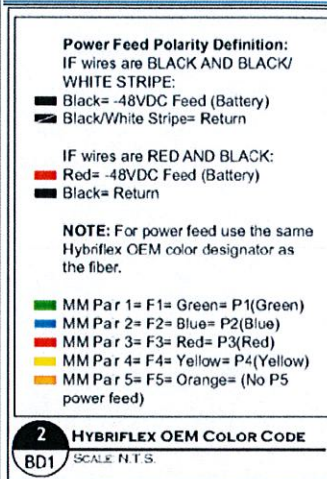 Power Feed Polarity Definition:
IF wires are BLACK AND BLACK/
WHITE STRIPE:
Black= -48VDC Feed (Battery)
Black/White Stripe= Return
IF wires are RED AND BLACK:
Red= -48VDC Feed (Battery)
Black= Return
NOTE: For power feed use the same
Hybriflex OEM color designator as
the fiber.
MM Par 1= F1= Green= P1(Green)
MM Par 2= F2= Blue= P2(Blue)
MM Par 3= F3= Red= P3(Red)
MM Par 4= F4= Yellow= P4(Yellow)
MM Par 5= F5= Orange= (No P5
power feed)
2 HYBRIFLEX OEM COLOR CODE
BD1 SCALE N.T.S.